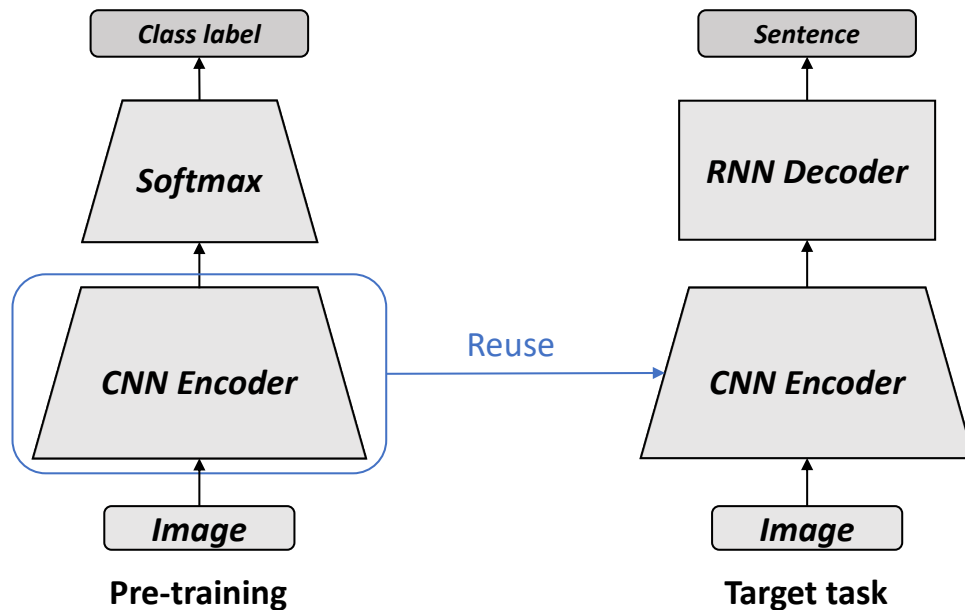 Class label
Softmax
CNN Encoder
Image
Pre-training
Reuse
Sentence
RNN Decoder
CNN Encoder
Image
Target task